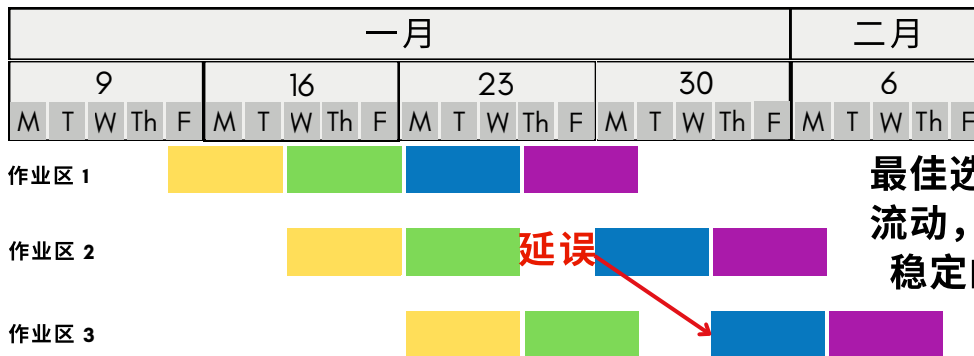 一月 二月
9 16 23 30 6
M T W Th F M T W Th F M T W Th F M T W Th F M T W Th F
作业区 1
最佳
流动，
作业区 2
延误
稳定
作业区 3